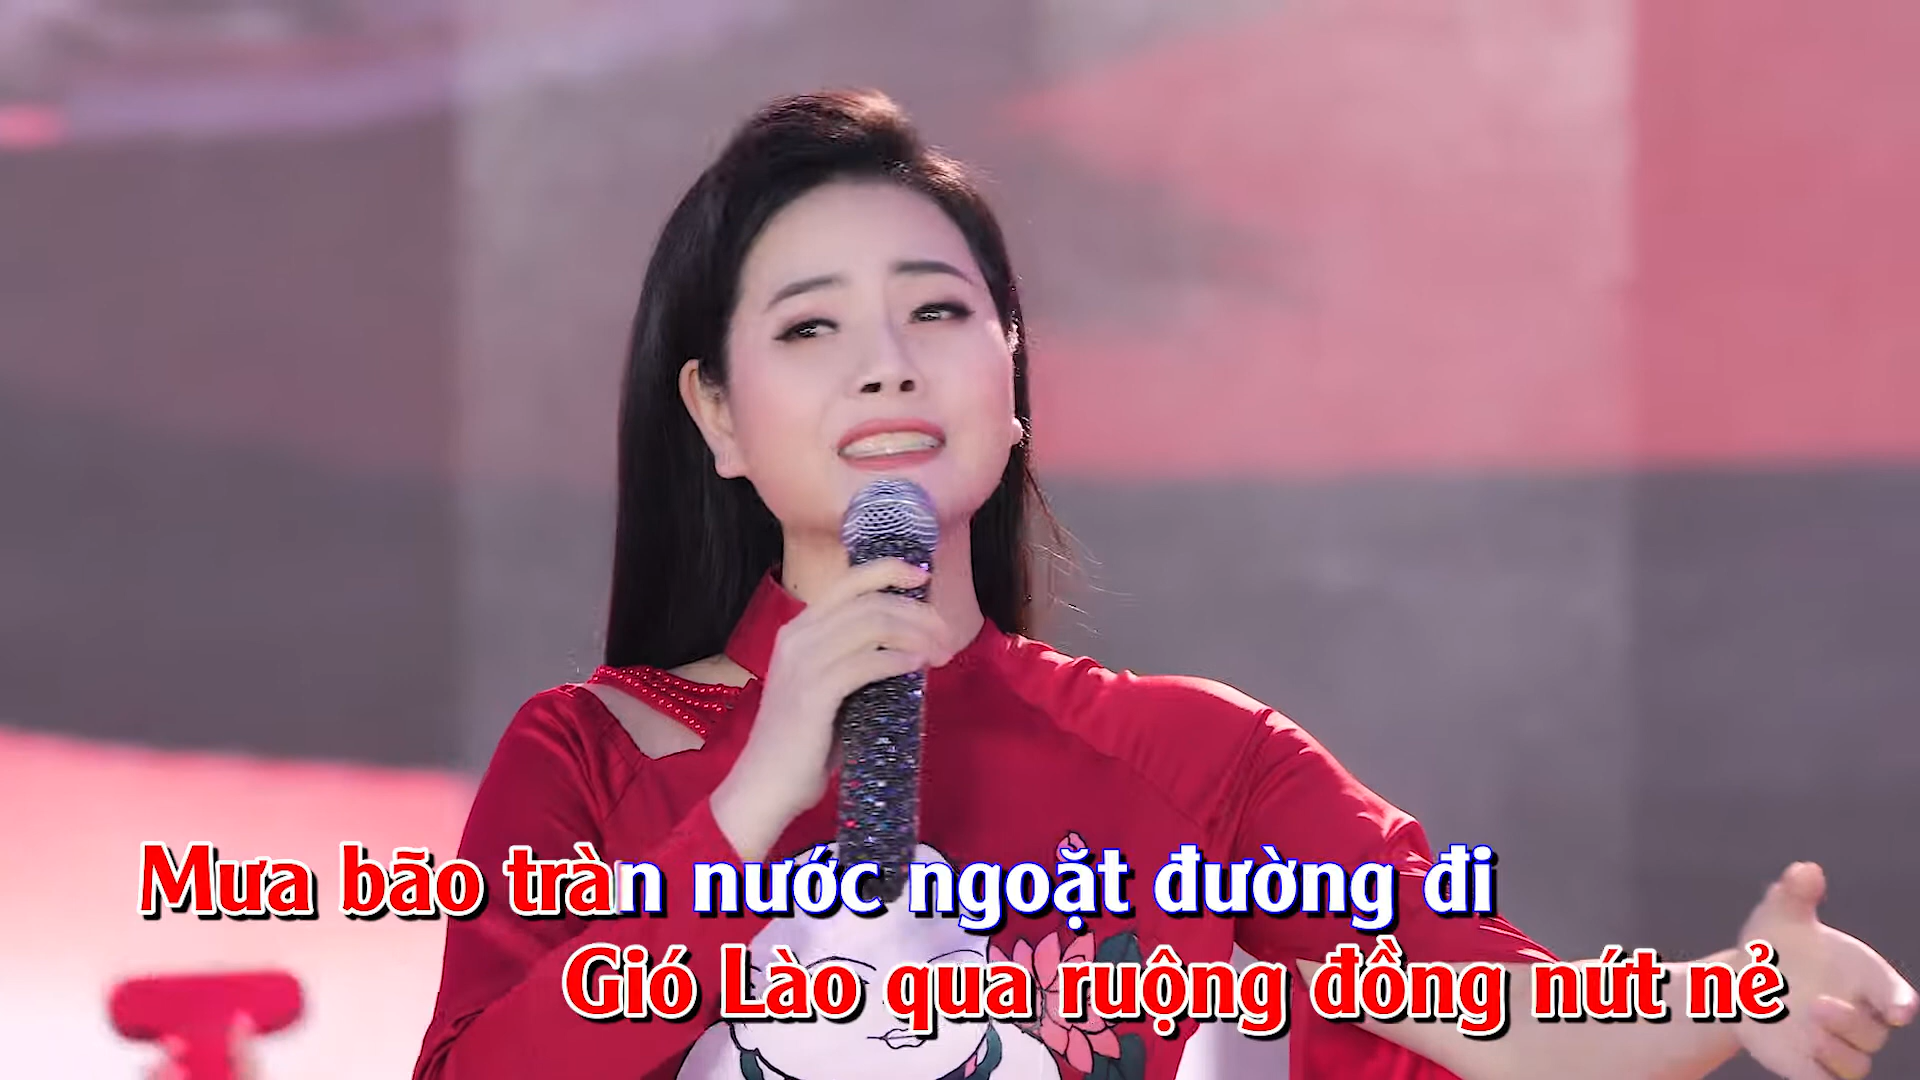 Mưa bão tràn nước ngoặt đường đi
Gió Lào qua ruộng đồng nứt nẻ